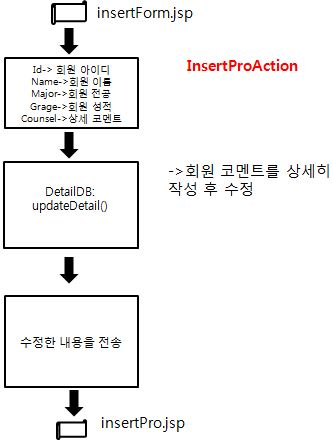 insertForm.jsp
Id-> 회원 아이디
Name->회원 이름
Major->회원 전공
Grage->회원 성적
Counsel->상세 코멘트
InsertProAction
DetailDB:
updateDetail()
->회원 코멘트를 상세히
작성 후 수정
수정한 내용을 전송
insertPro.jsp